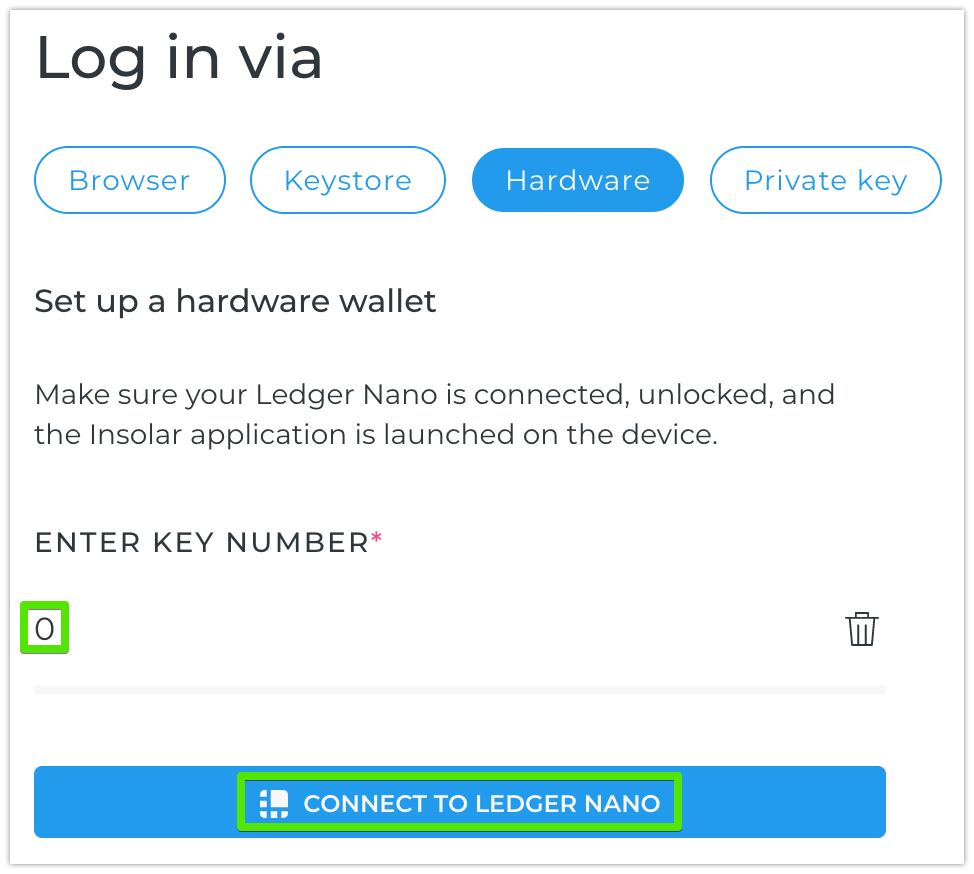 Log in via
Browser Keystore Hardware Private key
Set up a hardware wallet
Make sure your Ledger Nano is connected, unlocked, and
the Insolar application is launched on the device.
ENTER KEY NUMBER*
0
CONNECT TO LEDGER NANO